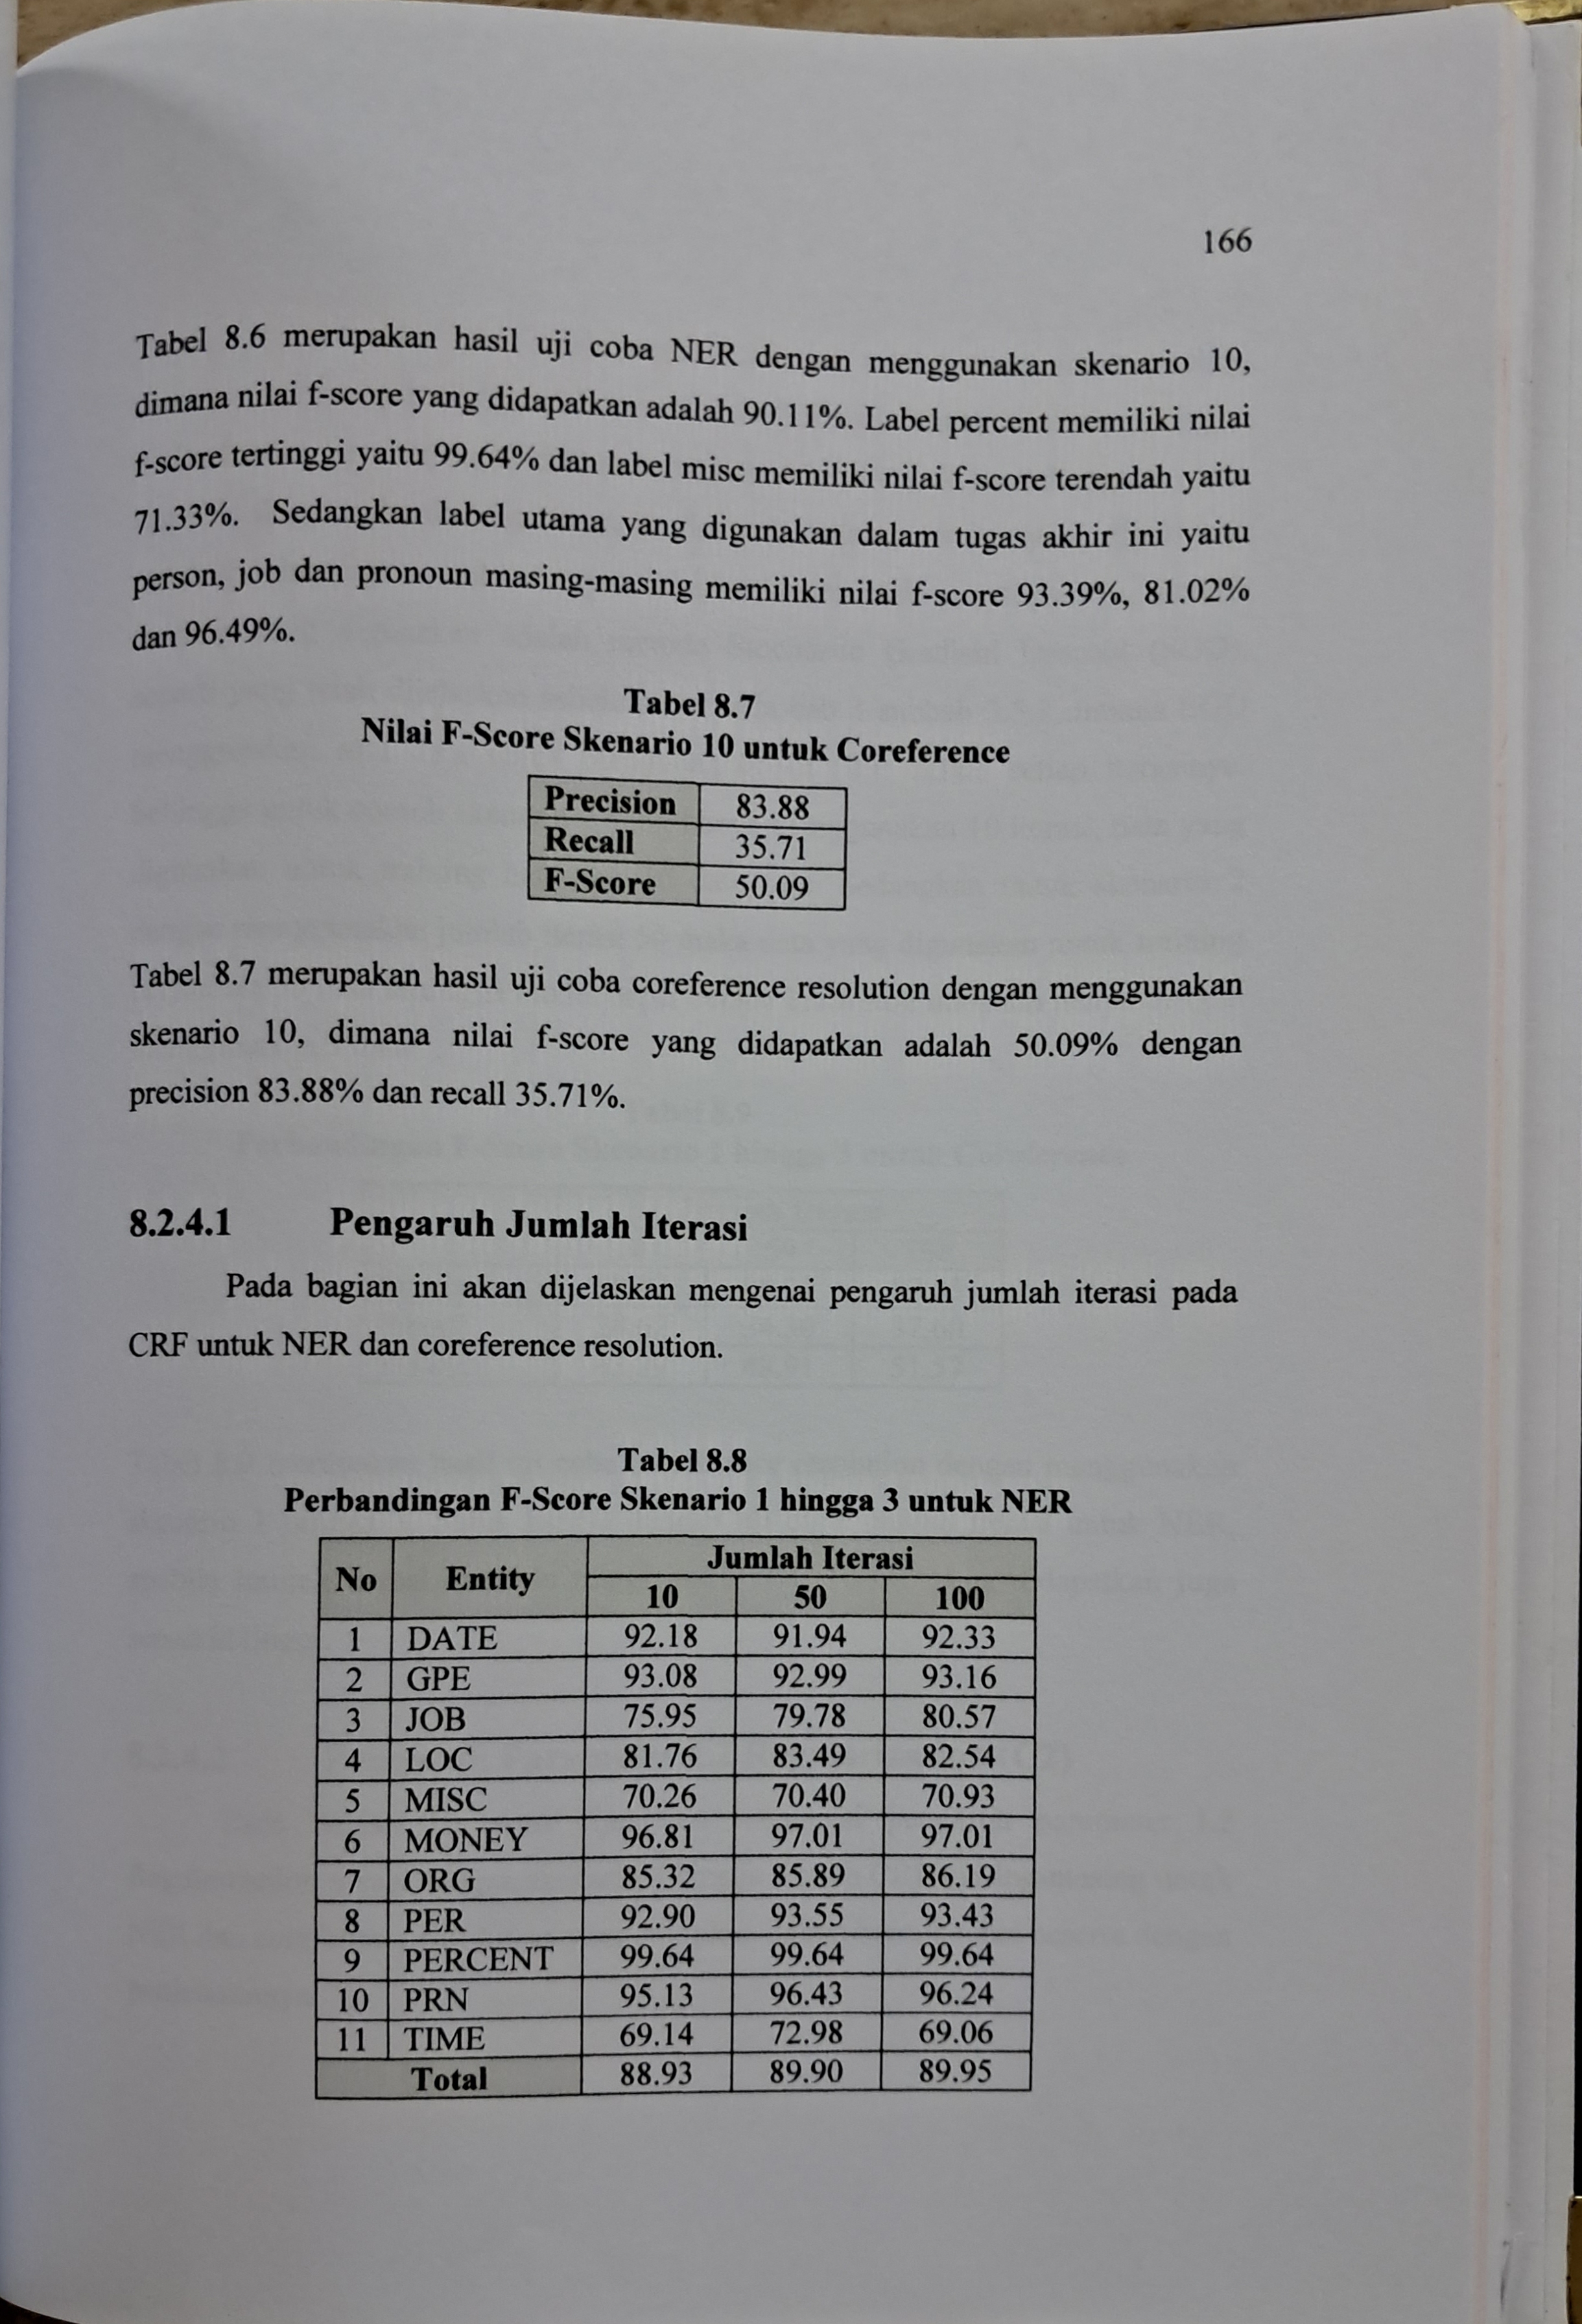 166
Tabel 8.6 merupakan hasil uji coba NER dengan menggunakan skenario 10,
dimana nilai f-score yang didapatkan adalah 90.11%. Label percent memiliki nilai
f-score tertinggi yaitu 99.64% dan label misc memiliki nilai f-score terendah yaitu
71.33%. Sedangkan label utama yang digunakan dalam tugas akhir ini yaitu
person, job dan pronoun masing-masing memiliki nilai f-score 93.39%, 81.02%
dan 96.49%.
Tabel 8.7
Nilai F-Score Skenario 10 untuk Coreference
Precision 83.88
Recall 35.71
F-Score 50.09
Tabel 8.7 merupakan hasil uji coba coreference resolution dengan menggunakan
skenario 10, dimana nilai f-score yang didapatkan adalah 50.09% dengan
precision 83.88% dan recall 35.71%.
8.2.4.1 Pengaruh Jumlah Iterasi
Pada bagian ini akan dijelaskan mengenai pengaruh jumlah iterasi pada
CRF untuk NER dan coreference resolution.
Tabel 8.8
Perbandingan F-Score Skenario 1 hingga 3 untuk NER
No Entity Jumlah Iterasi
10 50 100
1 DATE 92.18 91.94 92.33
2 GPE 93.08 92.99 93.16
3 JOB 75.95 79.78 80.57
4 LOC 81.76 83.49 82.54
5 MISC 70.26 70.40 70.93
6 MONEY 96.81 97.01 97.01
7 ORG 85.32 85.89 86.19
8 PER 92.90 93.55 93.43
9 PERCENT 99.64 99.64 99.64
10 PRN 95.13 96.43 96.24
11 TIME 69.14 72.98 69.06
Total 88.93 89.90 89.95